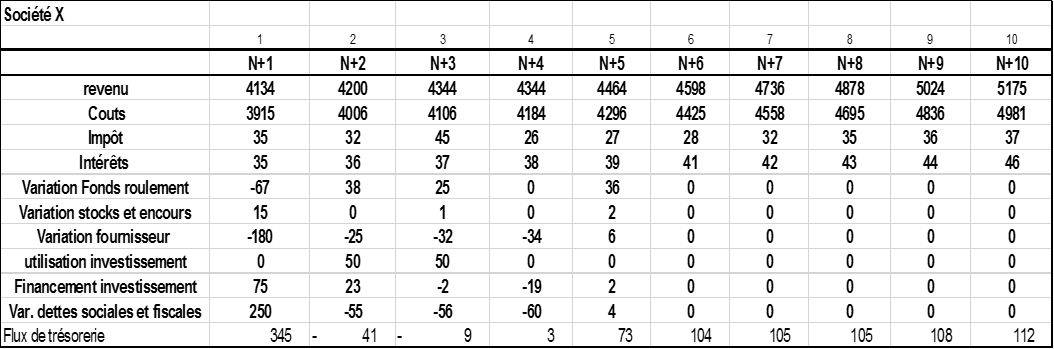 Société X
1 2 3 4 5 6 7 8 9 10
N+1 N+2 N+3 N+4 N+5 N+6 N+7 N+8 N+9 N+10
revenu 4134 4200 4344 4344 4464 4598 4736 4878 5024 5175
Couts 3915 4006 4106 4184 4296 4425 4558 4695 4836 4981
Impôt 35 32 45 26 27 28 32 35 36 37
Intérêts 35 36 37 38 39 41 42 43 44 46
Variation Fonds roulement -67 38 25 0 36 0 0 0 0 0
Variation stocks et encours 15 0 1 0 2 0 0 0 0 0
Variation fournisseur -180 -25 -32 -34 6 0 0 0 0 0
utilisation investissement 0 50 50 0 0 0 0 0 0 0
Financement investissement 75 23 -2 -19 2 0 0 0 0 0
Var. dettes sociales et fiscales 250 -55 -56 -60 4 0 0 0 0 0
Flux de trésorerie 345 - 41 - 9 3 73 104 105 105 108 112